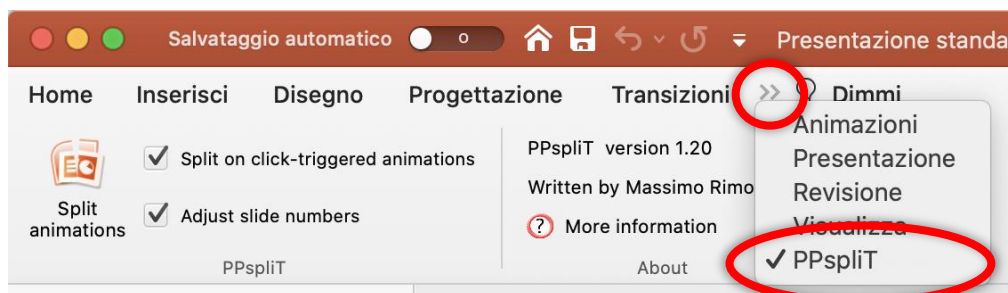 Salvataggio automatico
Presentazione standa
Home Inserisci Disegno Progettazione Transizioni >> Dimmi
Animazioni
Presentazione
Revisione
Visualizza
✓ PPspliT
Split animations
Split on click-triggered animations
Adjust slide numbers
PPspliT
PPspliT version 1.20
Written by Massimo Rimo
? More information
About